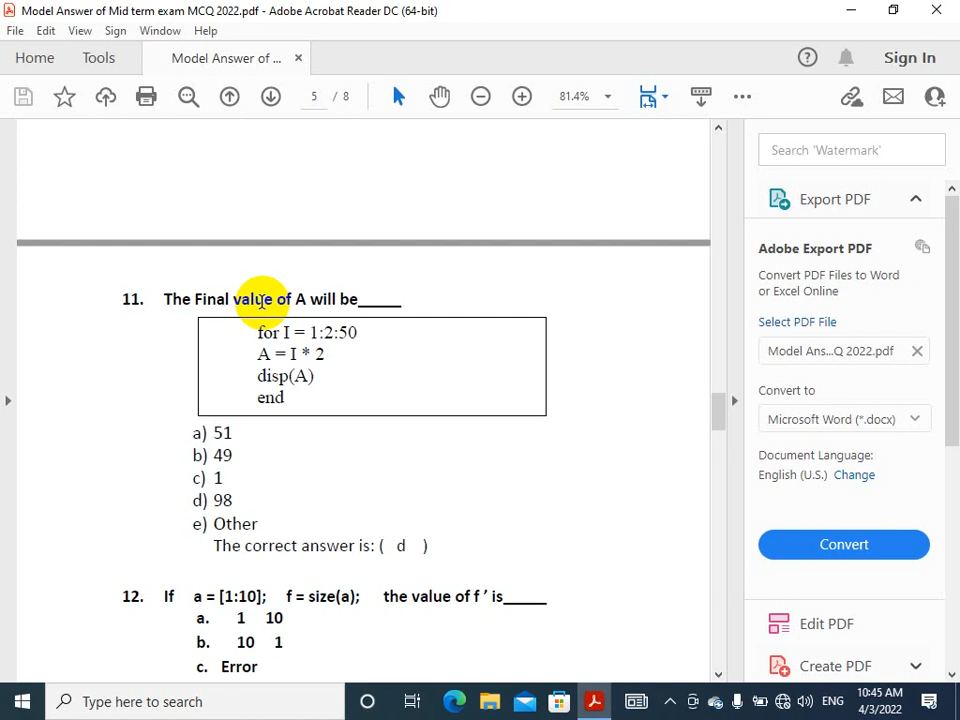 Model Answer of Mid term exam MCQ 2022.pdf - Adobe Acrobat Reader DC (64-bit)
File Edit View Sign Window Help
Home Tools Model Answer of ... Sign In
5 / 8 81.4%
11. The Final value of A will be_____
for I = 1:2:50
A = I * 2
disp(A)
end
a) 51
b) 49
c) 1
d) 98
e) Other
The correct answer is: ( d )
12. If a = [1:10]; f = size(a); the value of f ’ is_____
a. 1 10
b. 10 1
c. Error
Search 'Watermark'
Export PDF
Adobe Export PDF
Convert PDF Files to Word
or Excel Online
Select PDF File
Model Ans...Q 2022.pdf
Convert to
Microsoft Word (*.docx)
Document Language:
English (U.S.) Change
Convert
Edit PDF
Create PDF
Type here to search
ENG
10:45 AM
4/3/2022